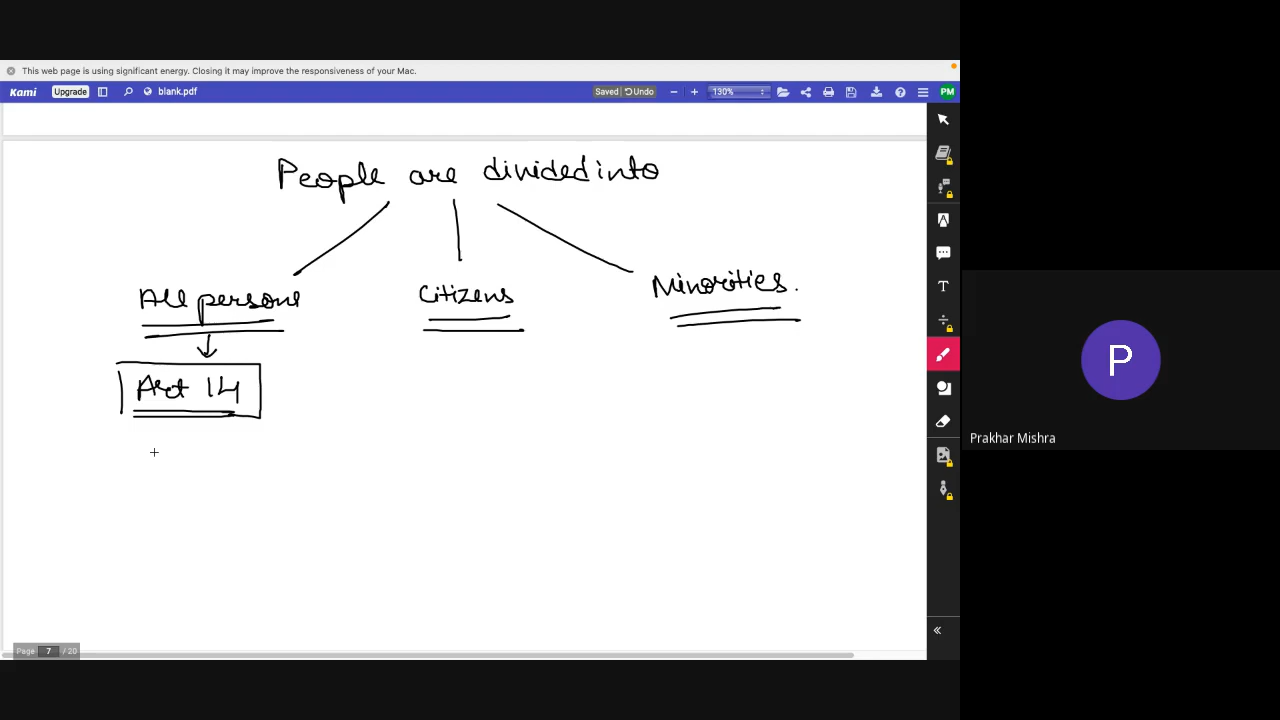 This web page is using significant energy. Closing it may improve the responsiveness of your Mac.
Kami Upgrade blank.pdf Saved Undo 130% PM
People are divided into
All persons Citizens Minorities.
Art 14
P
Prakhar Mishra
T
Page 7 / 20